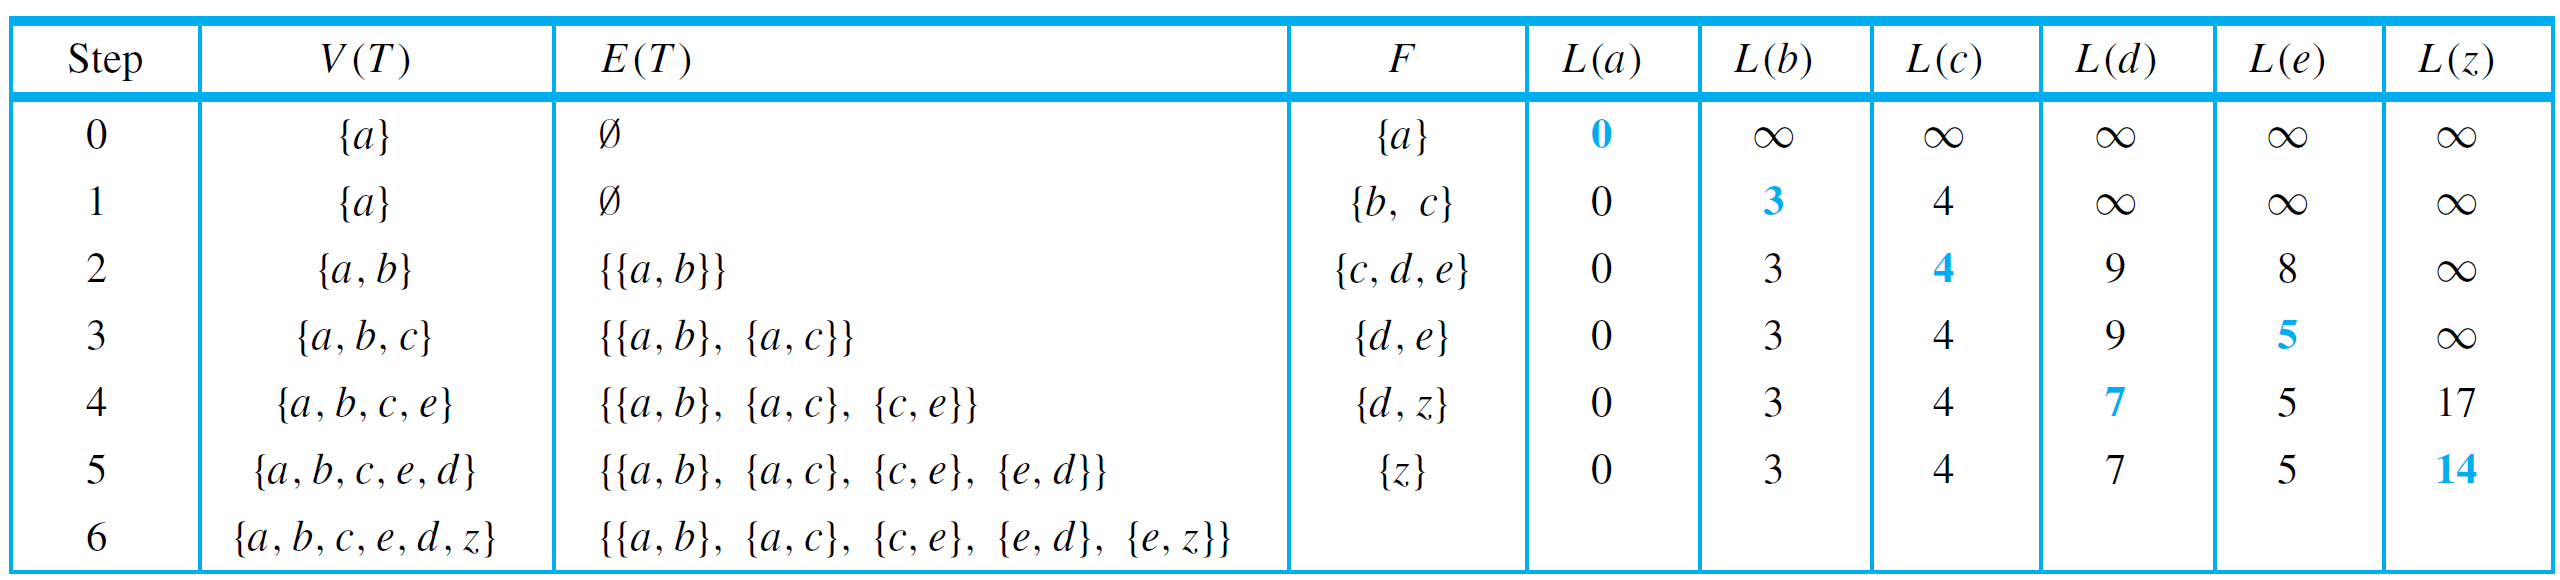 Step V(T) E(T) F L(a) L(b) L(c) L(d) L(e) L(z)
0 {a} ∅ {a} 0 ∞ ∞ ∞ ∞ ∞
1 {a} ∅ {b, c} 0 3 4 ∞ ∞ ∞
2 {a, b} {{a, b}} {c, d, e} 0 3 4 9 8 ∞
3 {a, b, c} {{a, b}, {a, c}} {d, e} 0 3 4 9 5 ∞
4 {a, b, c, e} {{a, b}, {a, c}, {c, e}} {d, z} 0 3 4 7 5 17
5 {a, b, c, e, d} {{a, b}, {a, c}, {c, e}, {e, d}} {z} 0 3 4 7 5 14
6 {a, b, c, e, d, z} {{a, b}, {a, c}, {c, e}, {e, d}, {e, z}}